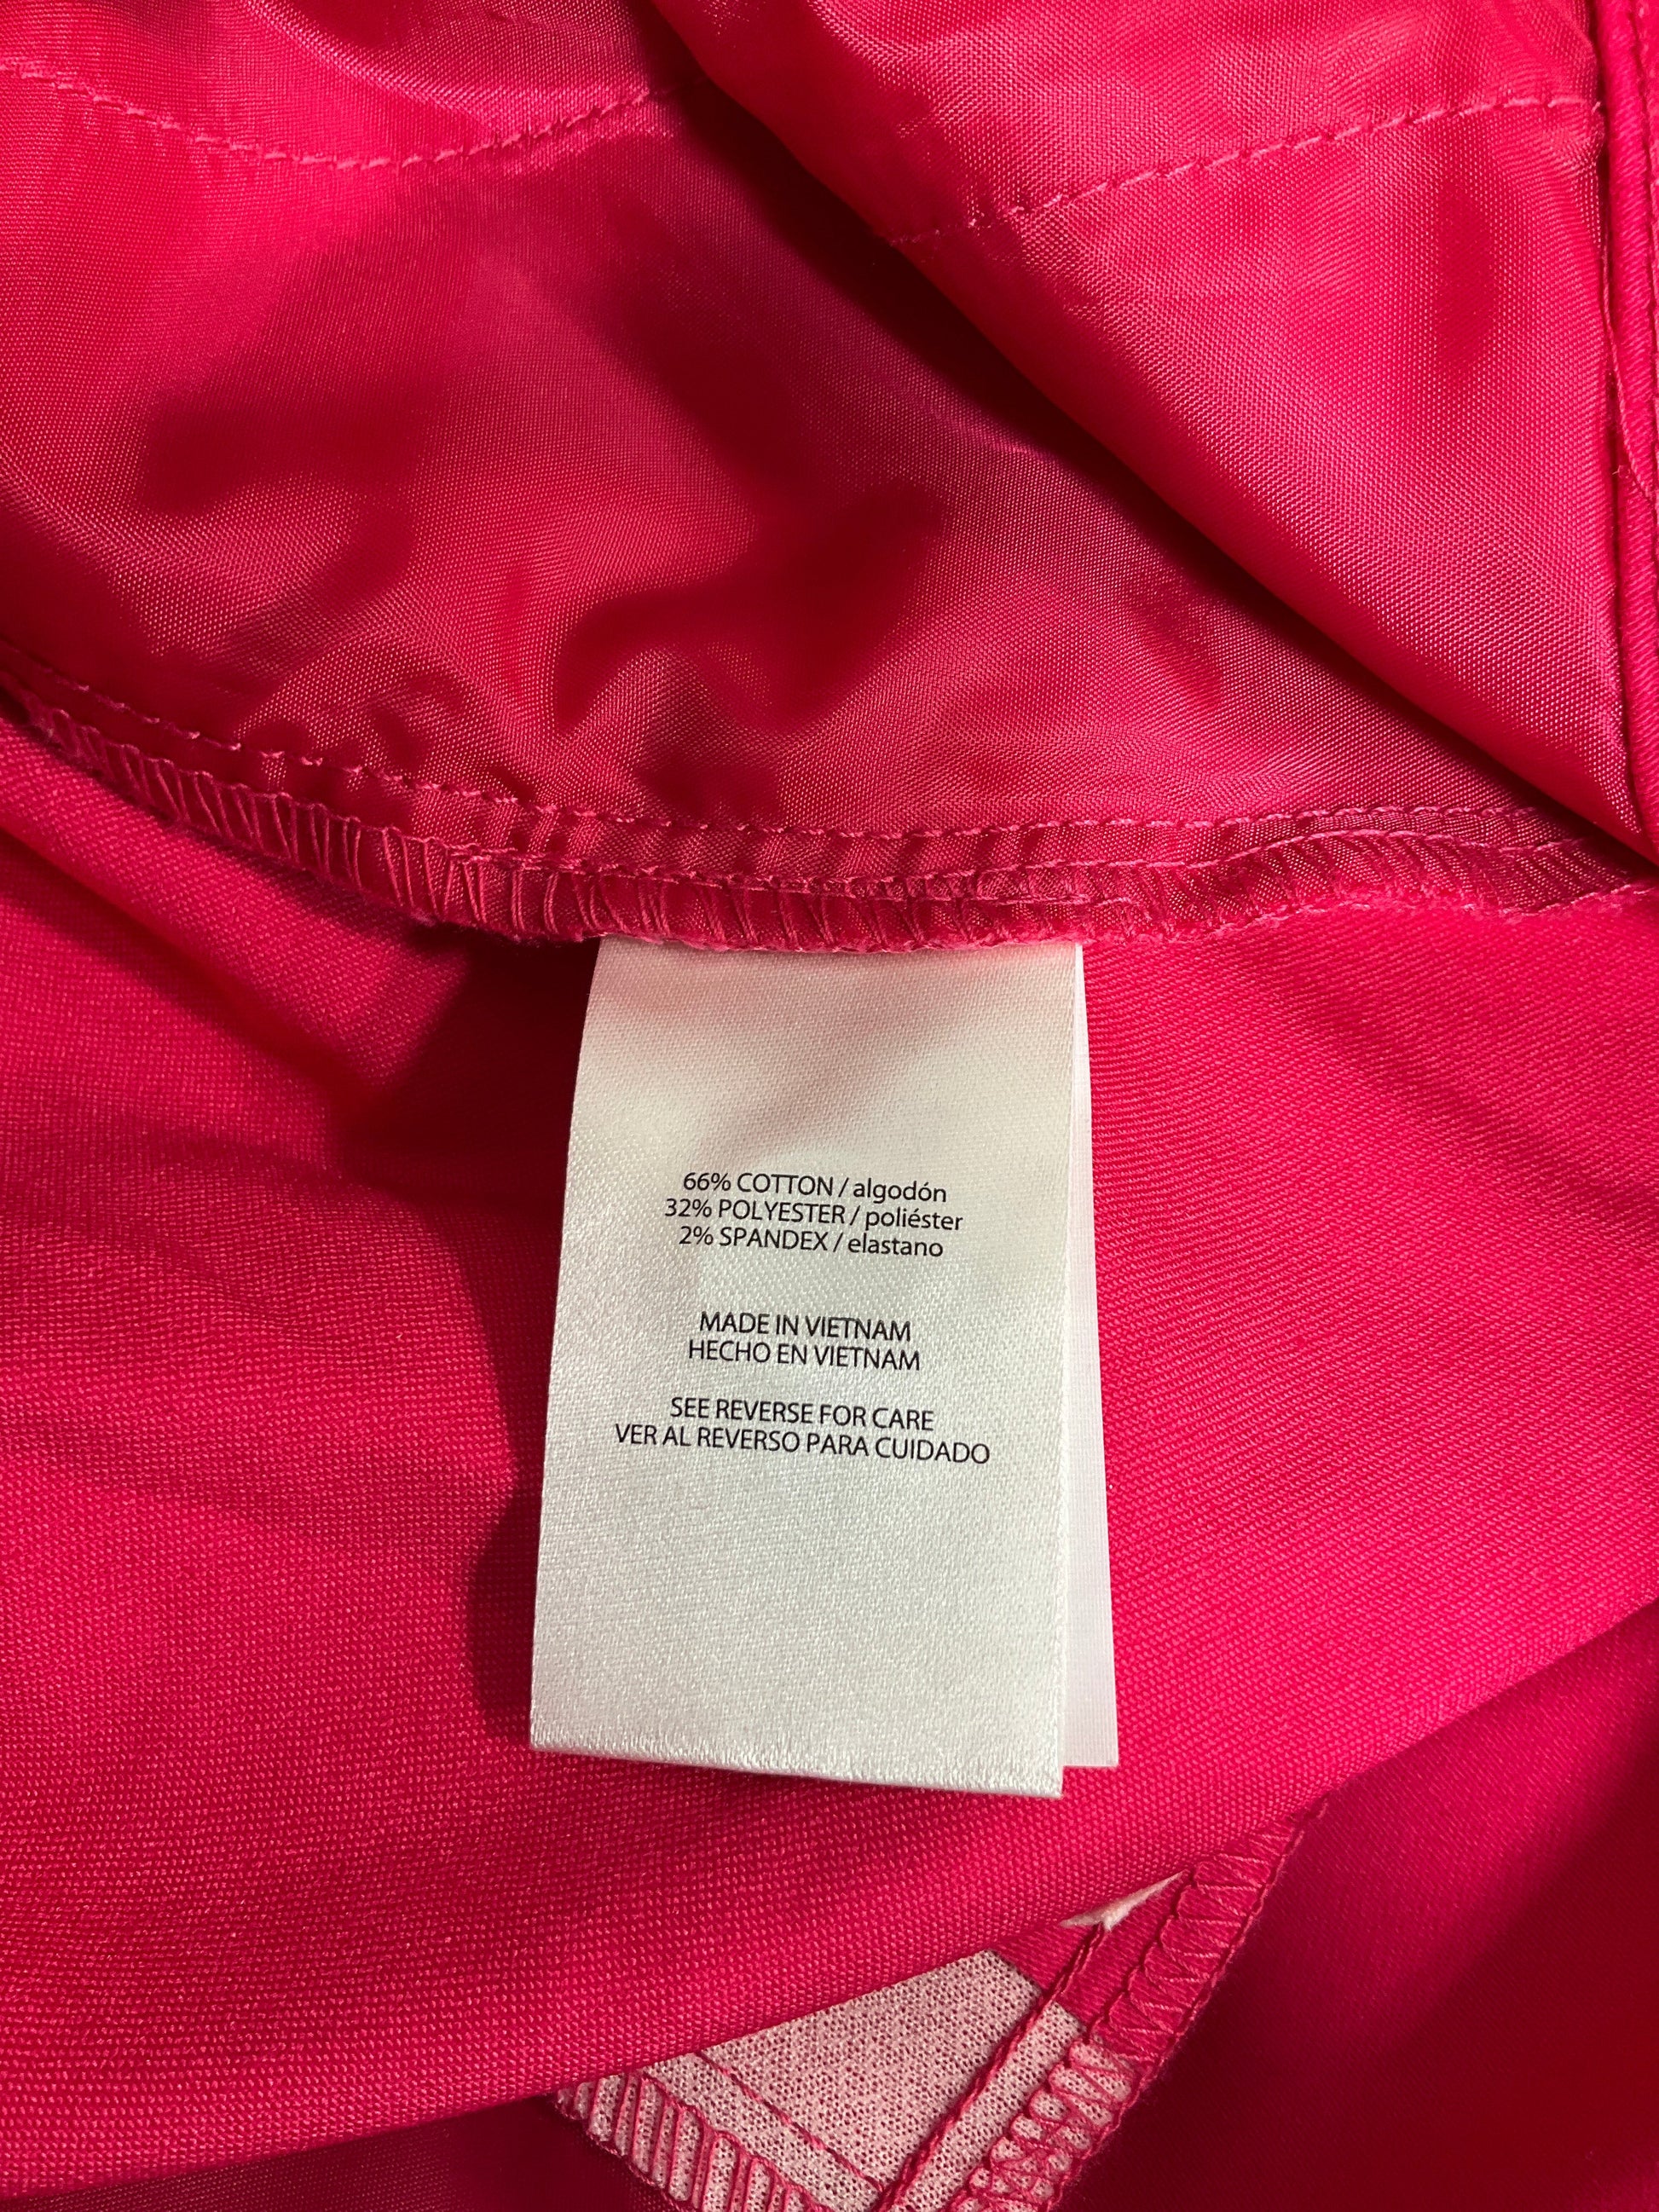 66% COTTON / algodón
32% POLYESTER / poliéster
2% SPANDEX / elastano
MADE IN VIETNAM
HECHO EN VIETNAM
SEE REVERSE FOR CARE
VER AL REVERSO PARA CUIDADO